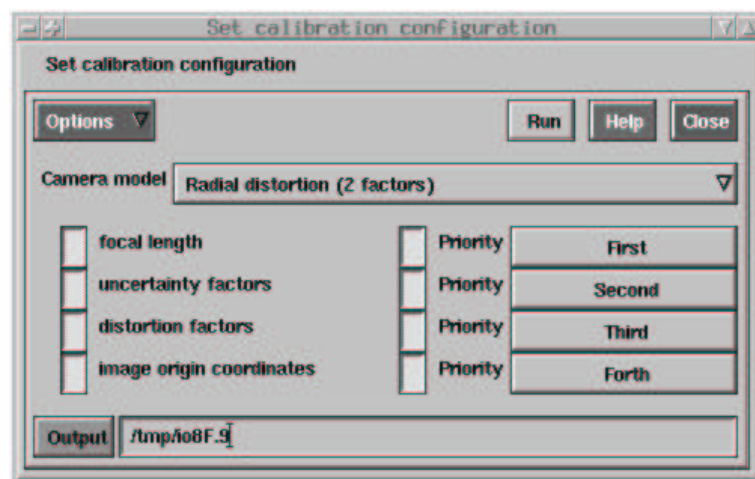 Set calibration configuration
Set calibration configuration
Options Run Help Close
Camera model Radial distortion (2 factors)
focal length Priority First
uncertainty factors Priority Second
distortion factors Priority Third
image origin coordinates Priority Forth
Output /tmp/io8F.9